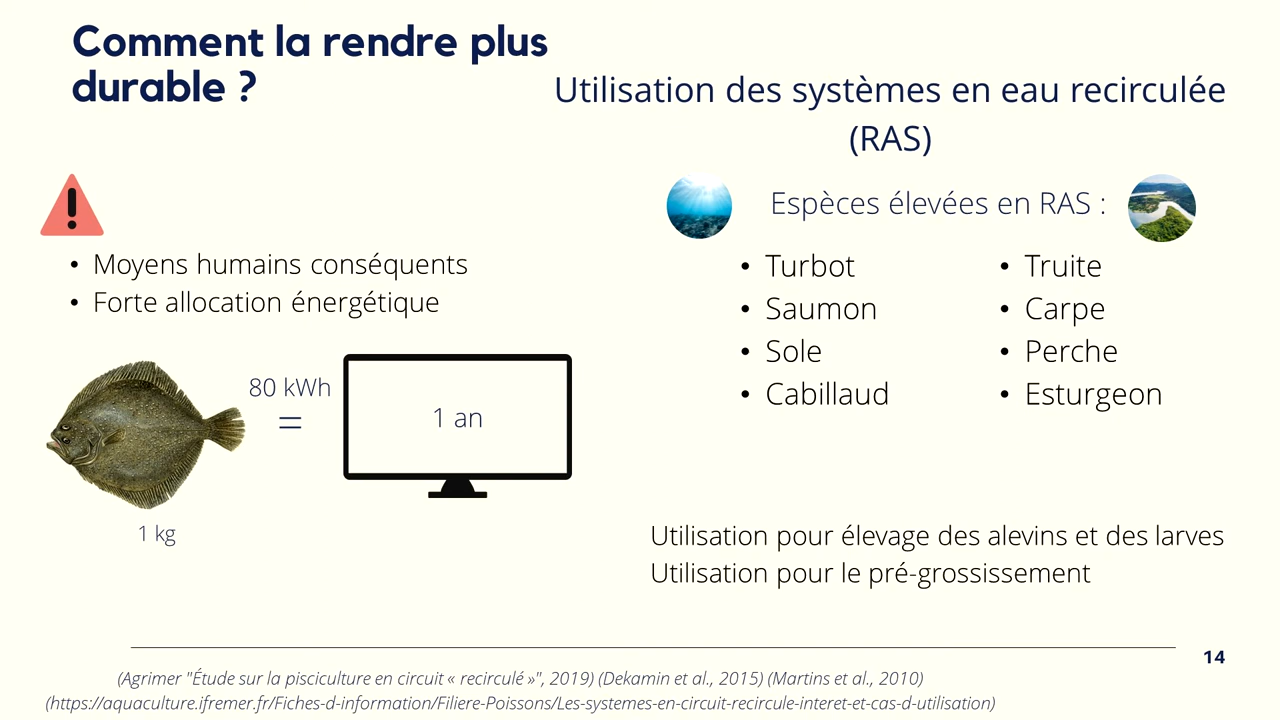 Comment la rendre plus
durable ?
Utilisation des systèmes en eau recirculée
(RAS)
• Moyens humains conséquents
• Forte allocation énergétique
80 kWh
=
1 an
1 kg
Espèces élevées en RAS :
• Turbot
• Saumon
• Sole
• Cabillaud
• Truite
• Carpe
• Perche
• Esturgeon
Utilisation pour élevage des alevins et des larves
Utilisation pour le pré-grossissement
14
(Agrimer "Étude sur la pisciculture en circuit « recirculé »", 2019) (Dekamin et al., 2015) (Martins et al., 2010)
(https://aquaculture.ifremer.fr/Fiches-d-information/Filiere-Poissons/Les-systemes-en-circuit-recircule-interet-et-cas-d-utilisation)